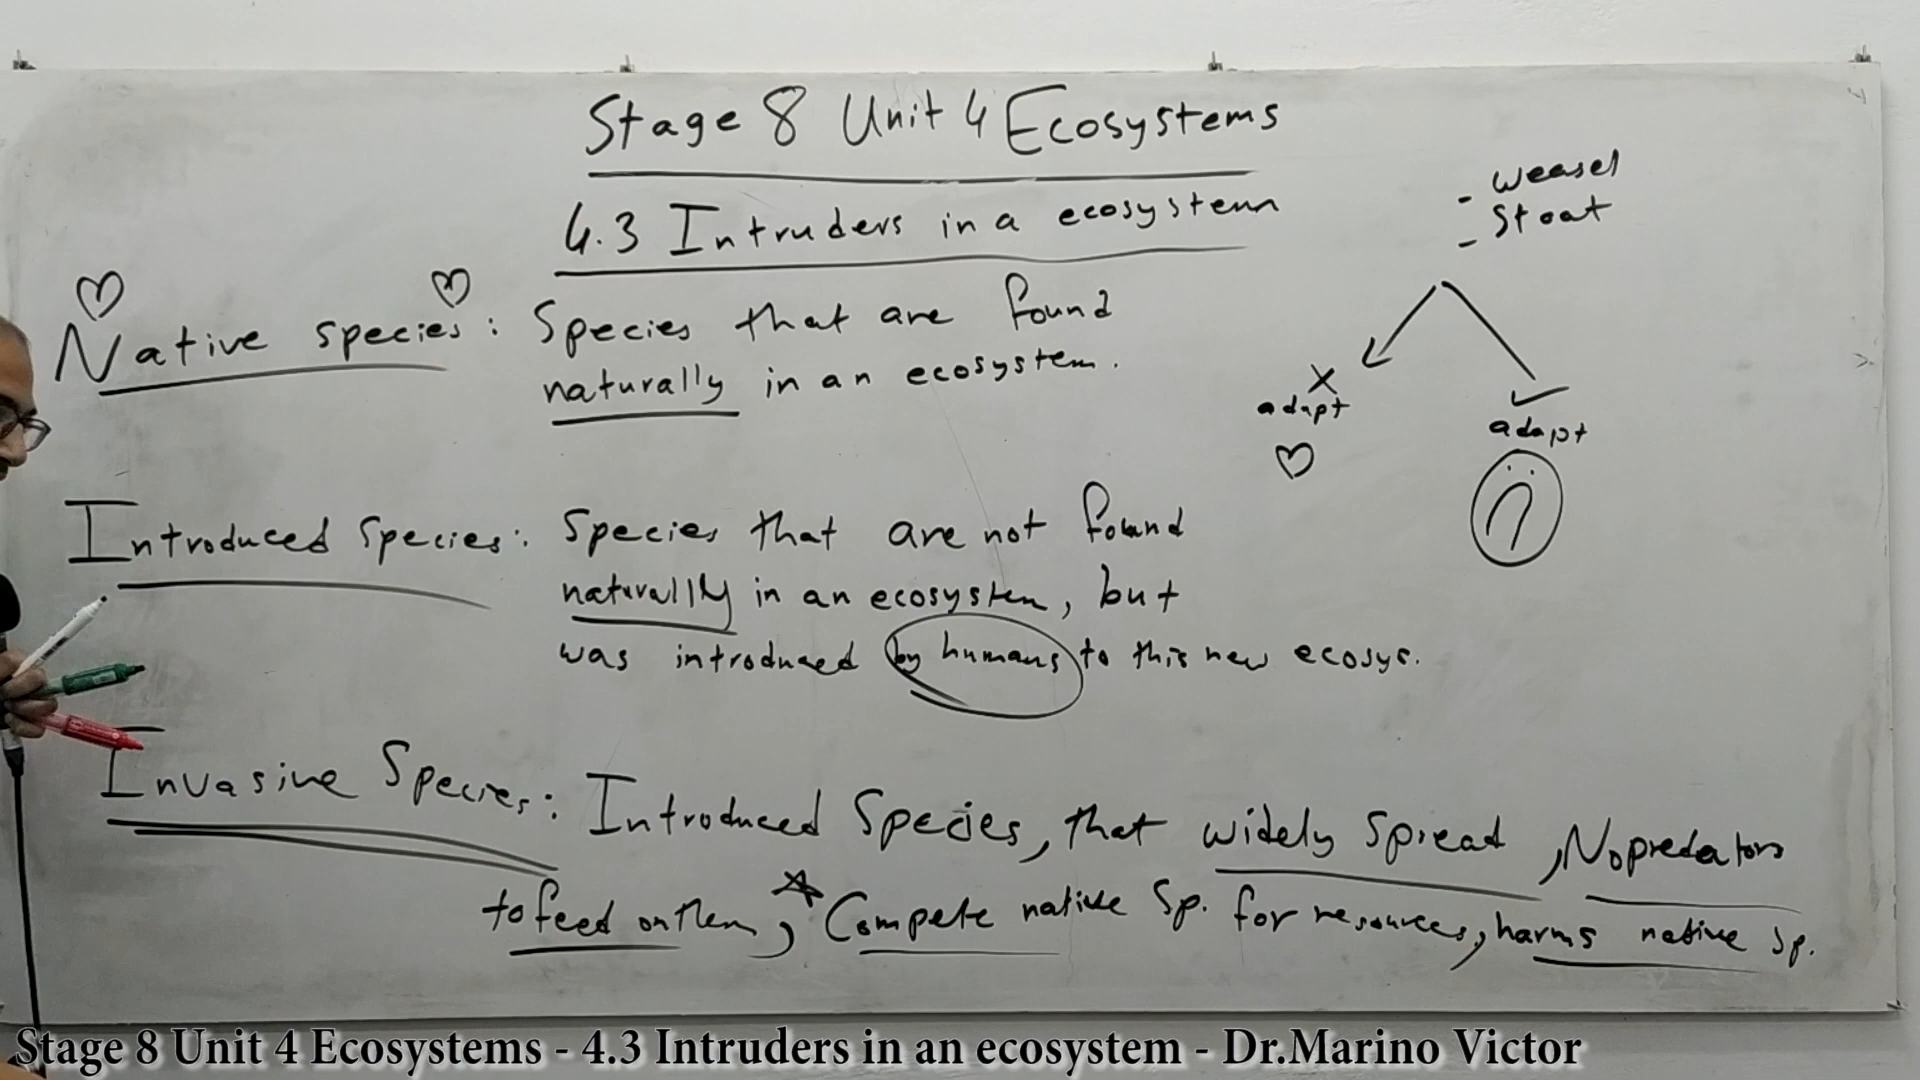 Stage 8 Unit 4 Ecosystems
4.3 Intruders in a ecosystem
- weasel
- Stoat
Native species: Species that are found
naturally in an ecosystem.
X
adapt
adapt
Introduced Species: Species that are not found
naturally in an ecosystem, but
was introduced by humans to this new ecosys.
Invasive Species: Introduced Species, that widely spread, No predators
to feed on them, Compete native Sp. for resources, harms native sp.
Stage 8 Unit 4 Ecosystems - 4.3 Intruders in an ecosystem - Dr.Marino Victor